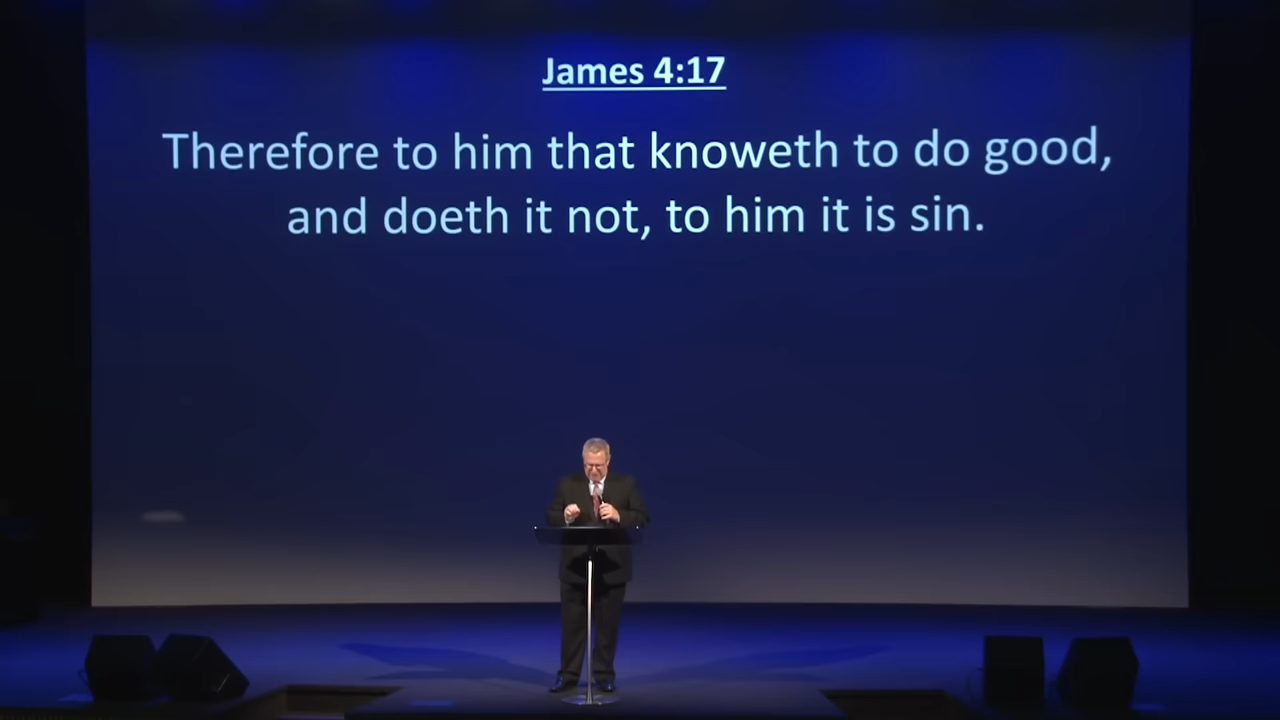 James 4:17
Therefore to him that knoweth to do good,
and doeth it not, to him it is sin.